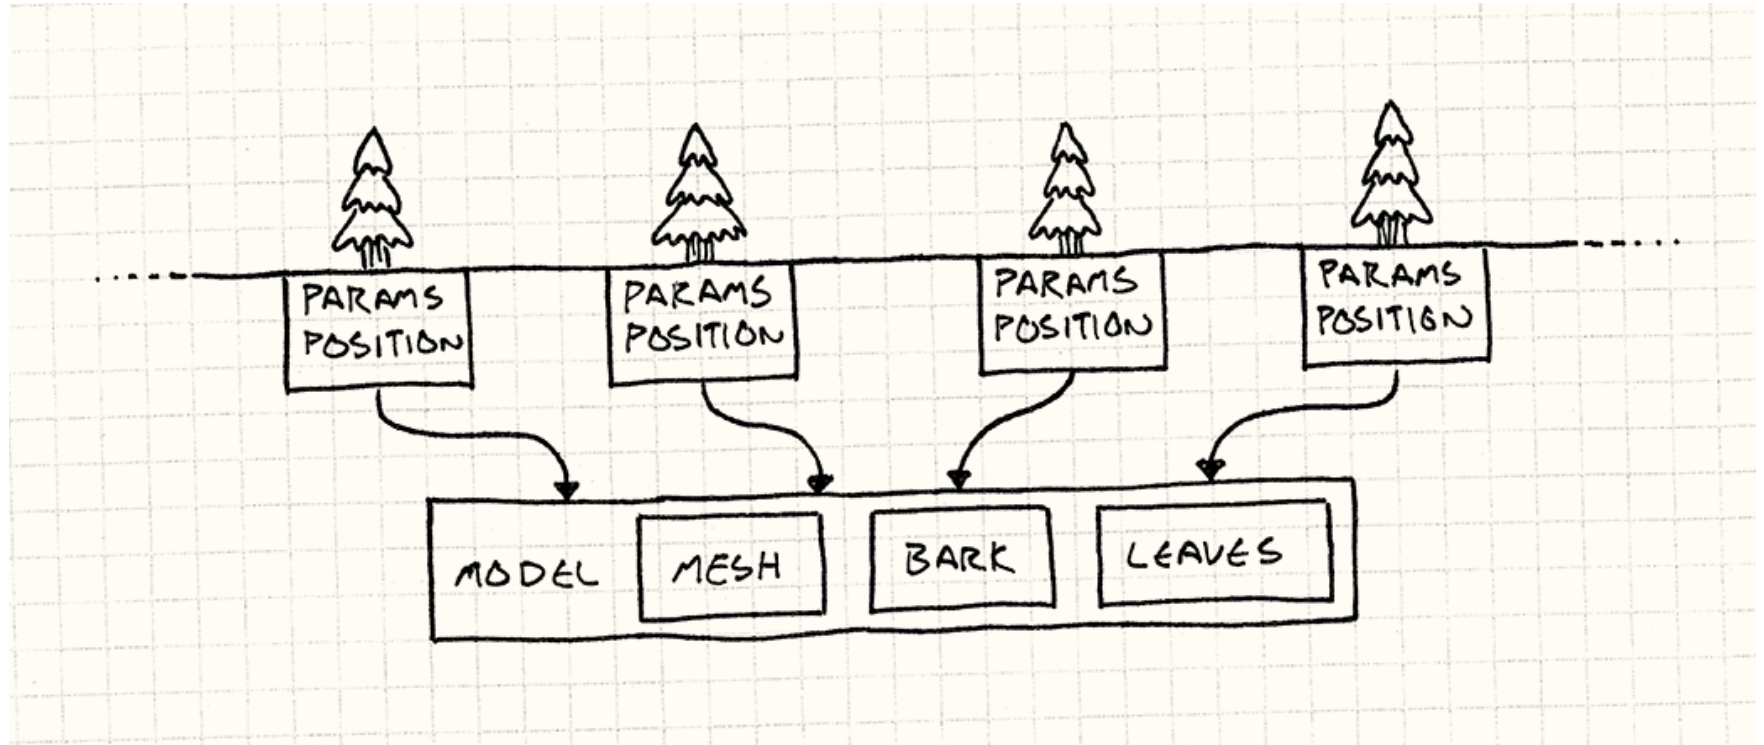 PARAMS
POSITION
PARAMS
POSITION
PARAMS
POSITION
PARAMS
POSITION
MODEL
MESH
BARK
LEAVES